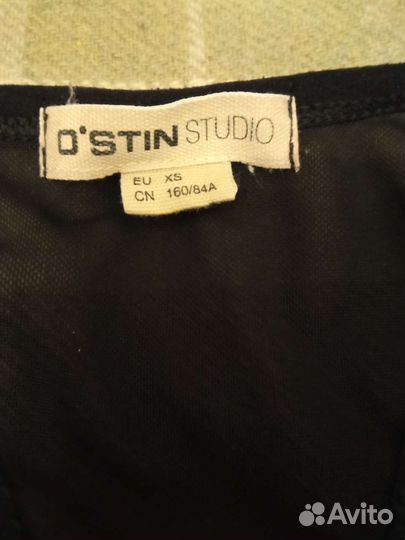 O'STIN STUDIO
EU XS
CN 160/84A
Avito